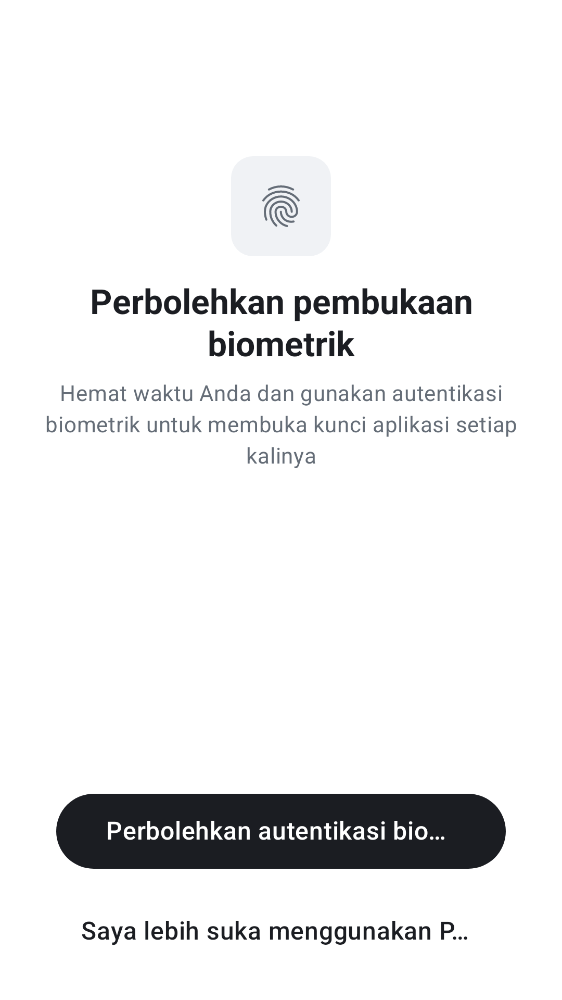 Perbolehkan pembukaan
biometrik
Hemat waktu Anda dan gunakan autentikasi
biometrik untuk membuka kunci aplikasi setiap
kalinya
Perbolehkan autentikasi bio…
Saya lebih suka menggunakan P…